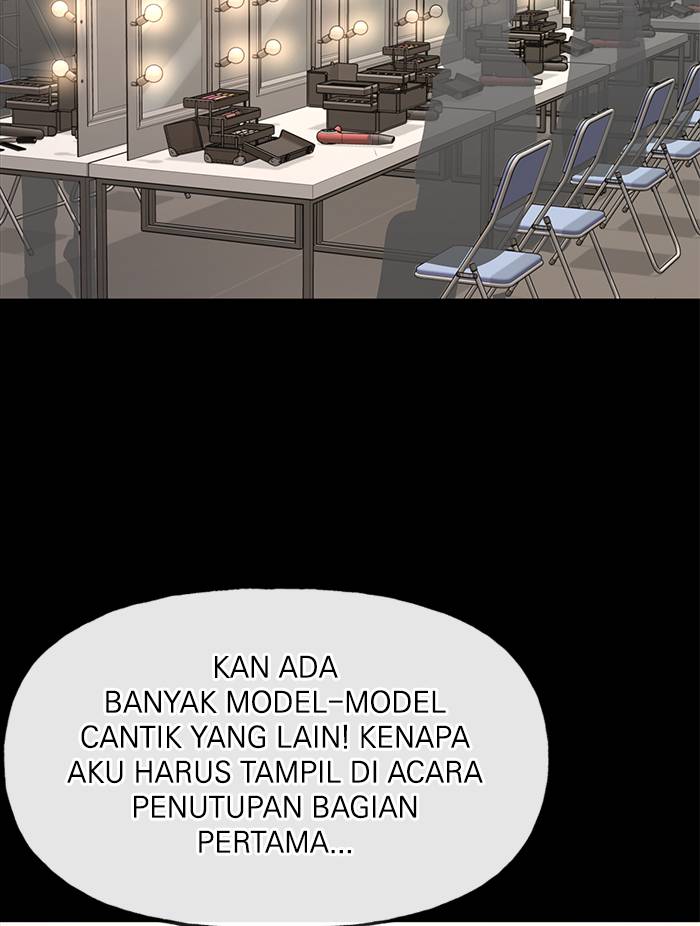 KAN ADA
BANYAK MODEL-MODEL
CANTIK YANG LAIN! KENAPA
AKU HARUS TAMPIL DI ACARA
PENUTUPAN BAGIAN
PERTAMA...